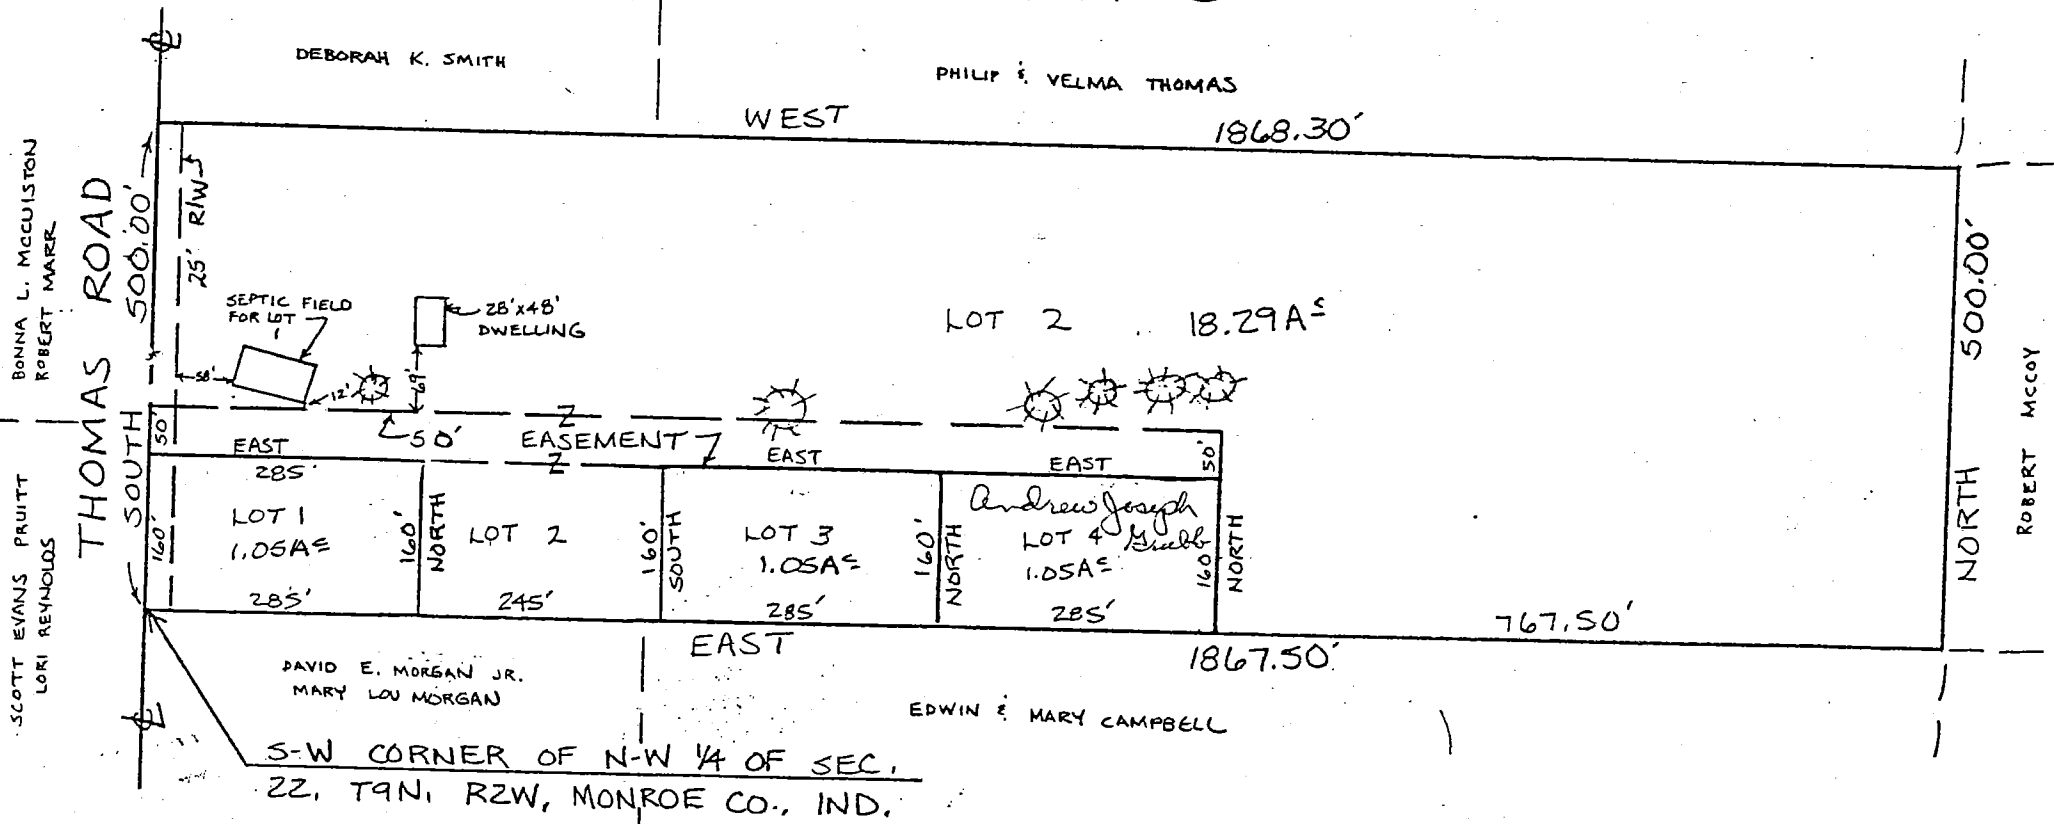 DEBORAH K. SMITH
PHILIP & VELMA THOMAS
WEST
1868.30'
BONNA L. MCCUISTON
ROBERT MARR
THOMAS ROAD
500.00'
25' R/W
SEPTIC FIELD
FOR LOT
1
28'x48'
DWELLING
LOT 2
18.29Ac
500.00'
NORTH
ROBERT MCCOY
58'
12'
69'
SOUTH
50'
50'
EASEMENT
EAST
EAST
EAST
50'
285'
LOT 1
1.05Ac
285'
160'
160'
NORTH
LOT 2
245'
160'
SOUTH
LOT 3
1.05Ac
285'
160'
NORTH
Andrew Joseph
Grubb
LOT 4
1.05Ac
285'
160'
NORTH
767.50'
EAST
1867.50'
SCOTT EVANS PRUITT
LORI REYNOLDS
DAVID E. MORGAN JR.
MARY LOU MORGAN
EDWIN & MARY CAMPBELL
S-W CORNER OF N-W 1/4 OF SEC.
22, T9N, R2W, MONROE CO., IND.